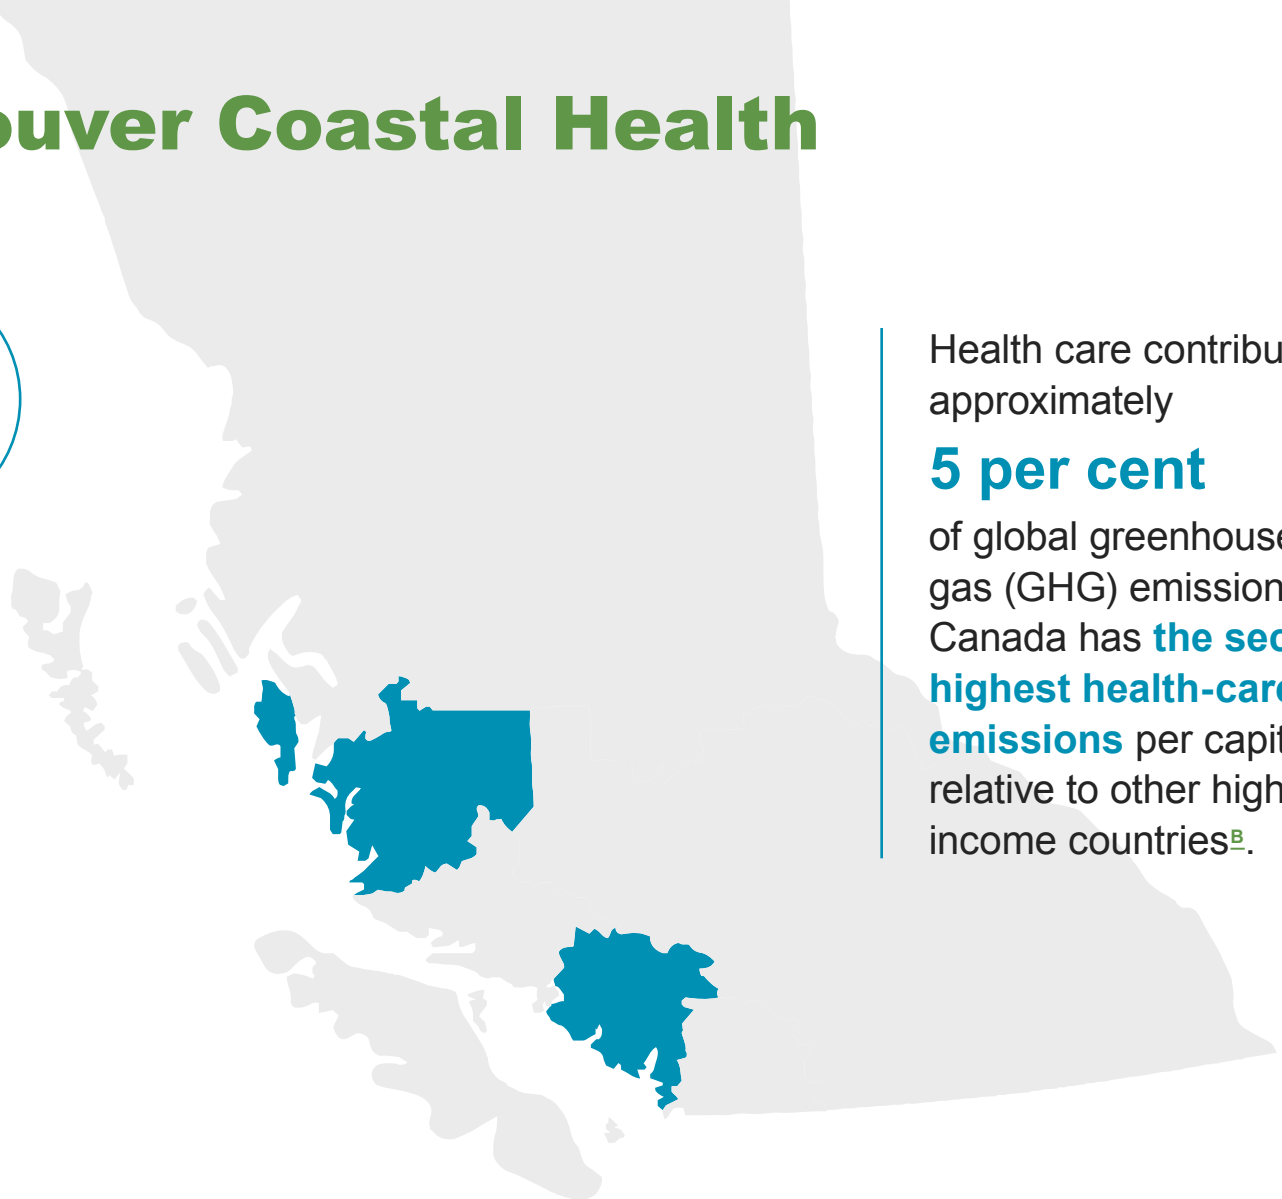 ouver Coastal Health
Health care contribu
approximately
5 per cent
of global greenhouse
gas (GHG) emission
Canada has the sec
highest health-care
emissions per capit
relative to other high
income countriesB.